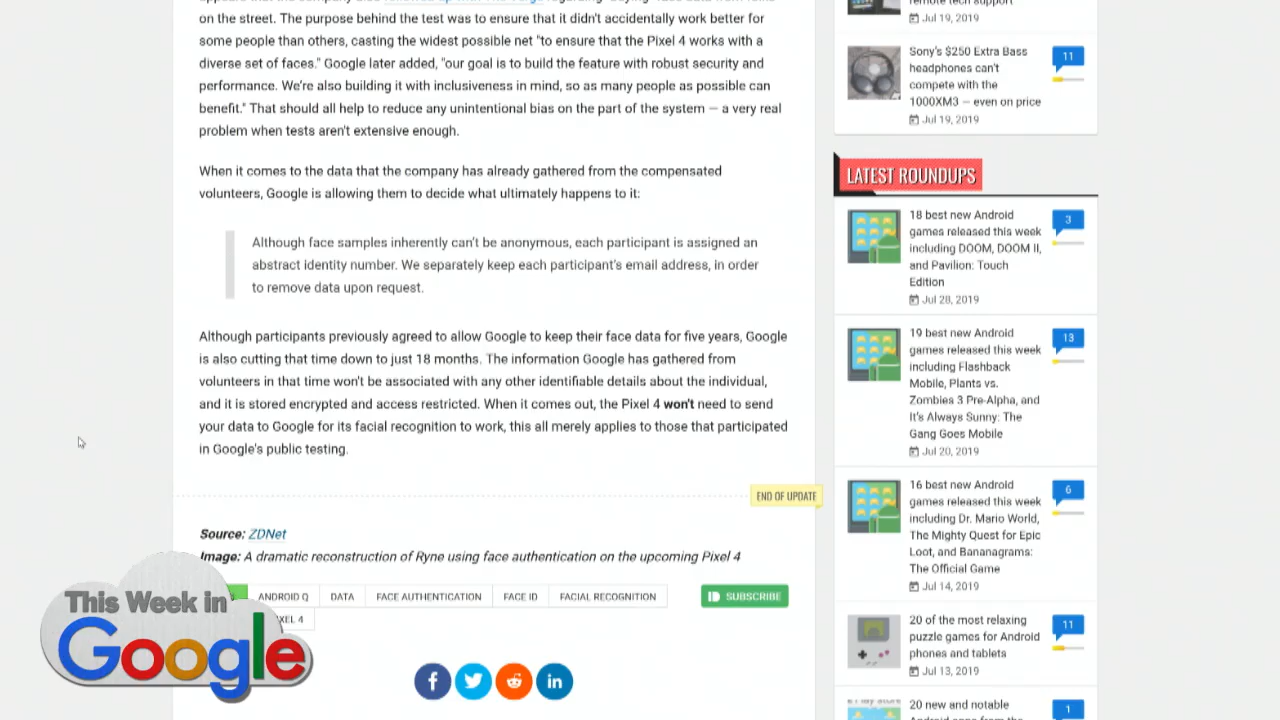 on the street. The purpose behind the test was to ensure that it didn't accidentally work better for
some people than others, casting the widest possible net "to ensure that the Pixel 4 works with a
diverse set of faces." Google later added, "our goal is to build the feature with robust security and
performance. We're also building it with inclusiveness in mind, so as many people as possible can
benefit." That should all help to reduce any unintentional bias on the part of the system — a very real
problem when tests aren't extensive enough.
When it comes to the data that the company has already gathered from the compensated
volunteers, Google is allowing them to decide what ultimately happens to it:
Although face samples inherently can't be anonymous, each participant is assigned an
abstract identity number. We separately keep each participant's email address, in order
to remove data upon request.
Although participants previously agreed to allow Google to keep their face data for five years, Google
is also cutting that time down to just 18 months. The information Google has gathered from
volunteers in that time won't be associated with any other identifiable details about the individual,
and it is stored encrypted and access restricted. When it comes out, the Pixel 4 won't need to send
your data to Google for its facial recognition to work, this all merely applies to those that participated
in Google's public testing.
END OF UPDATE
Source: ZDNet
Image: A dramatic reconstruction of Ryne using face authentication on the upcoming Pixel 4
ANDROID Q
DATA
FACE AUTHENTICATION
FACE ID
FACIAL RECOGNITION
SUBSCRIBE
XEL 4
This Week in
Google
remote tech support
Jul 19, 2019
Sony's $250 Extra Bass
headphones can't
compete with the
1000XM3 — even on price
11
Jul 19, 2019
LATEST ROUNDUPS
18 best new Android
games released this week
including DOOM, DOOM II,
and Pavilion: Touch
Edition
3
Jul 28, 2019
19 best new Android
games released this week
including Flashback
Mobile, Plants vs.
Zombies 3 Pre-Alpha, and
It's Always Sunny: The
Gang Goes Mobile
13
Jul 20, 2019
16 best new Android
games released this week
including Dr. Mario World,
The Mighty Quest for Epic
Loot, and Bananagrams:
The Official Game
6
Jul 14, 2019
20 of the most relaxing
puzzle games for Android
phones and tablets
11
Jul 13, 2019
20 new and notable
1